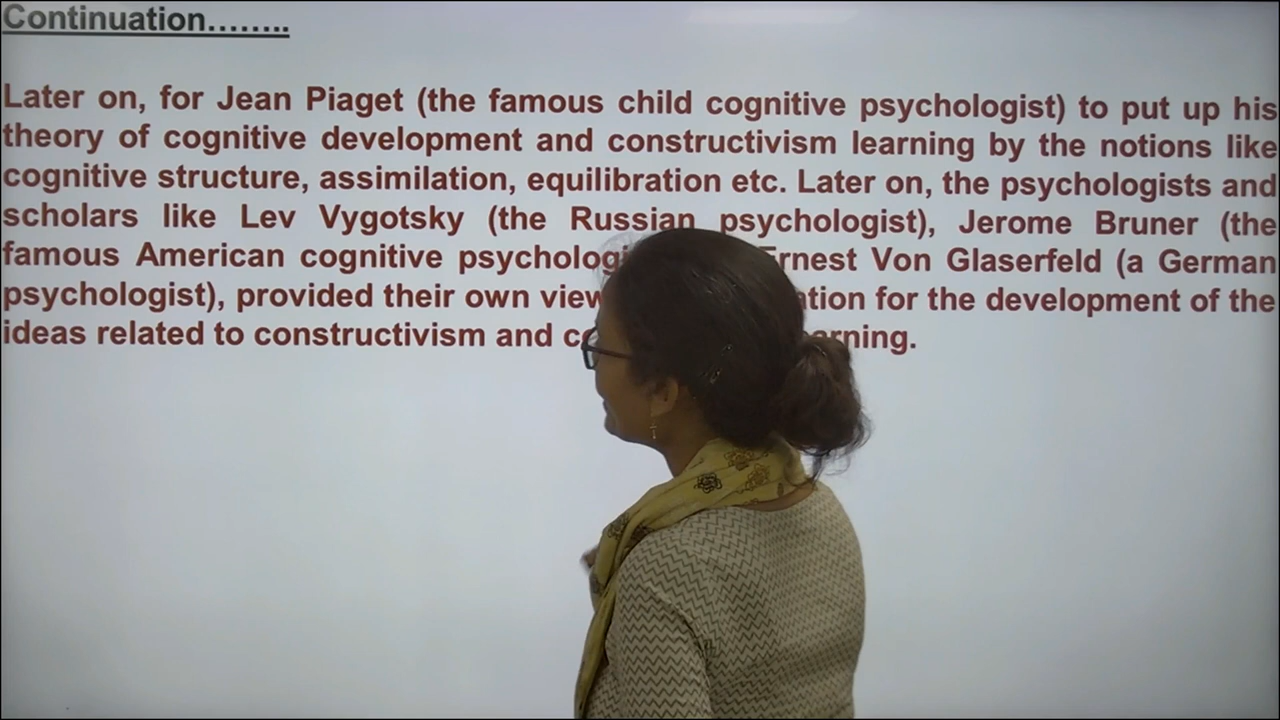 Continuation……..
Later on, for Jean Piaget (the famous child cognitive psychologist) to put up his
theory of cognitive development and constructivism learning by the notions like
cognitive structure, assimilation, equilibration etc. Later on, the psychologists and
scholars like Lev Vygotsky (the Russian psychologist), Jerome Bruner (the
famous American cognitive Ernest Von Glaserfeld (a German
psychologist), provided their own for the development of the
ideas related to constructivism and